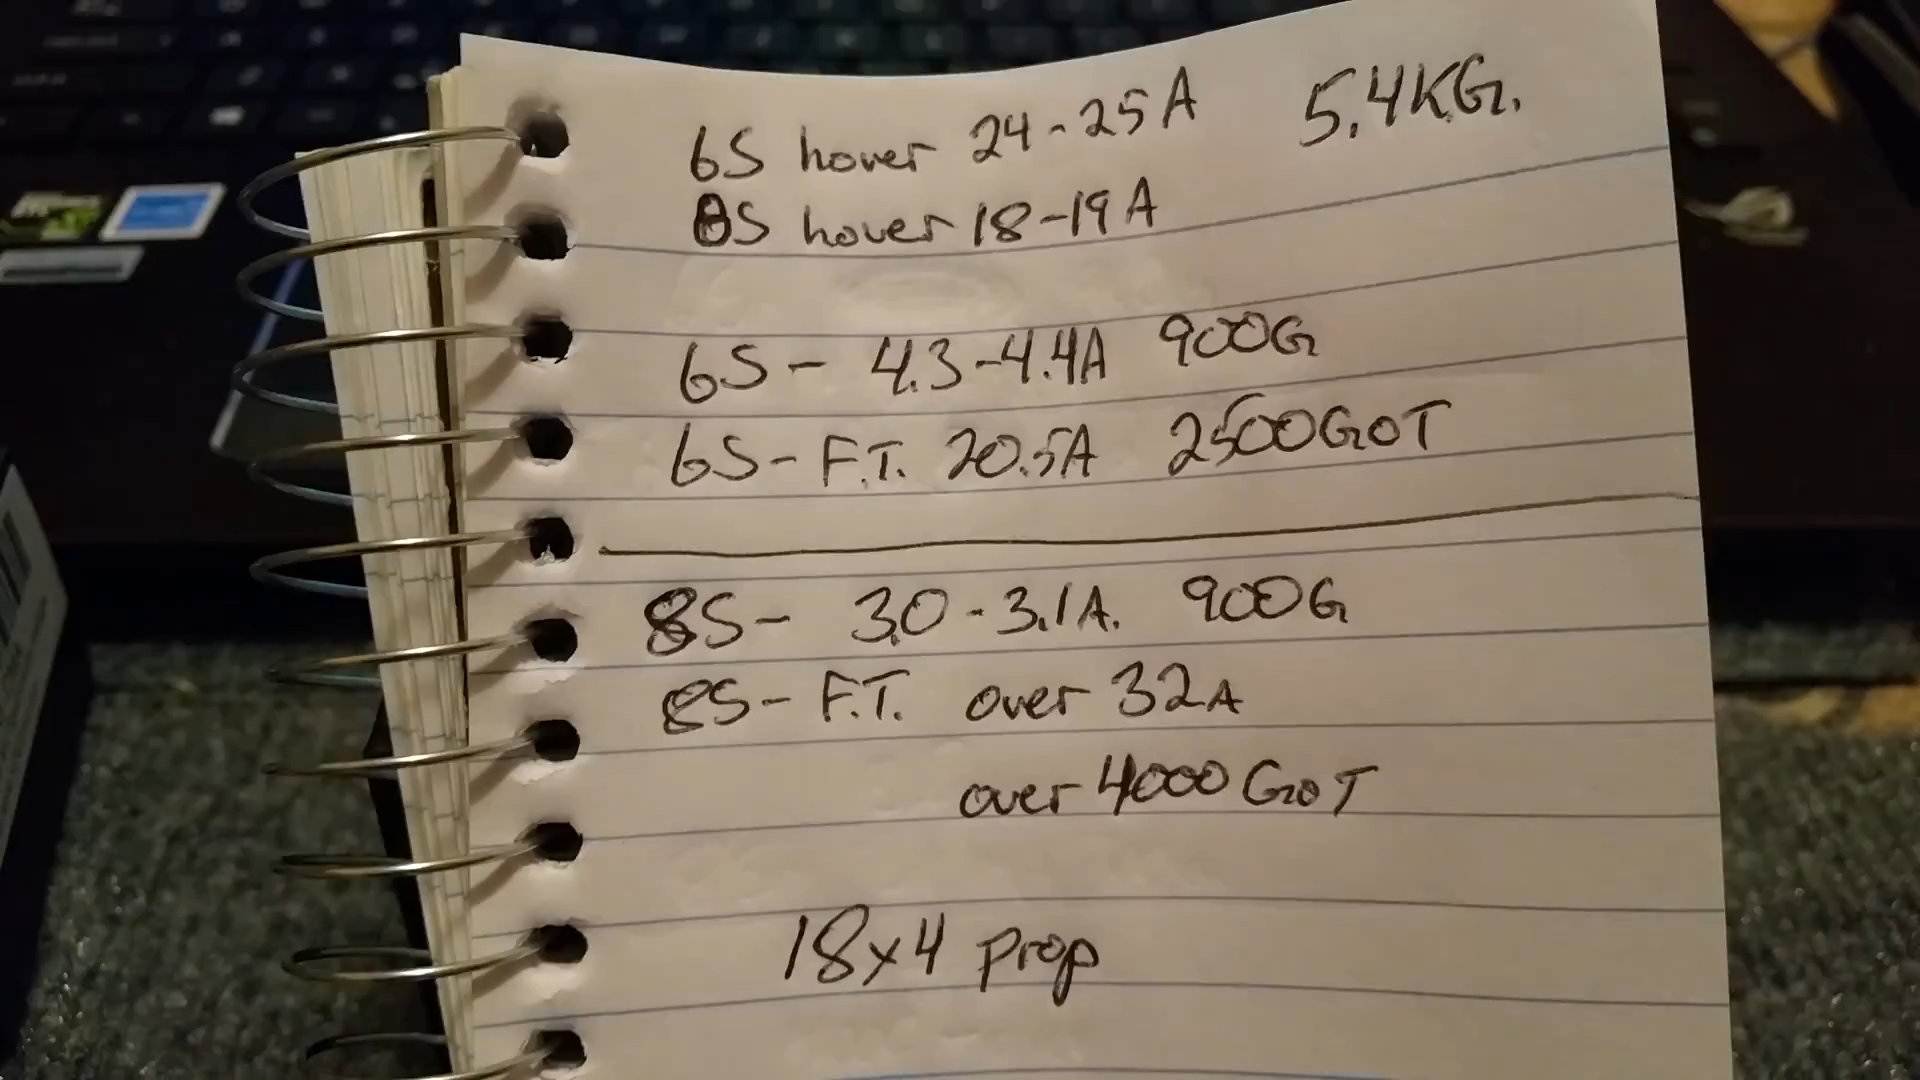 6S hover 24-25A 5.4KG.
8S hover 18-19A
6S- 4.3-4.4A 900G
6S- F.T. 20.5A 2500GOT
8S- 3.0-3.1A. 900G
8S- F.T. over 32A
over 4000 GOT
18x4 prop